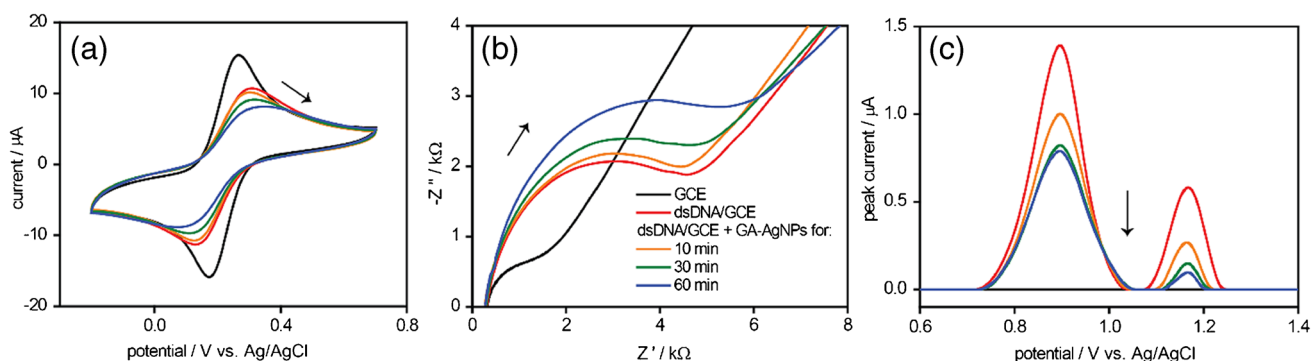 (a)
20
10
0
-10
-20
current / µA
0.0
0.4
0.8
potential / V vs. Ag/AgCl
(b)
4
3
2
1
0
-Z'' / kΩ
GCE
dsDNA/GCE
dsDNA/GCE + GA-AgNPs for:
10 min
30 min
60 min
0
2
4
6
8
Z' / kΩ
(c)
1.5
1.0
0.5
0.0
peak current / µA
0.6
0.8
1.0
1.2
1.4
potential / V vs. Ag/AgCl